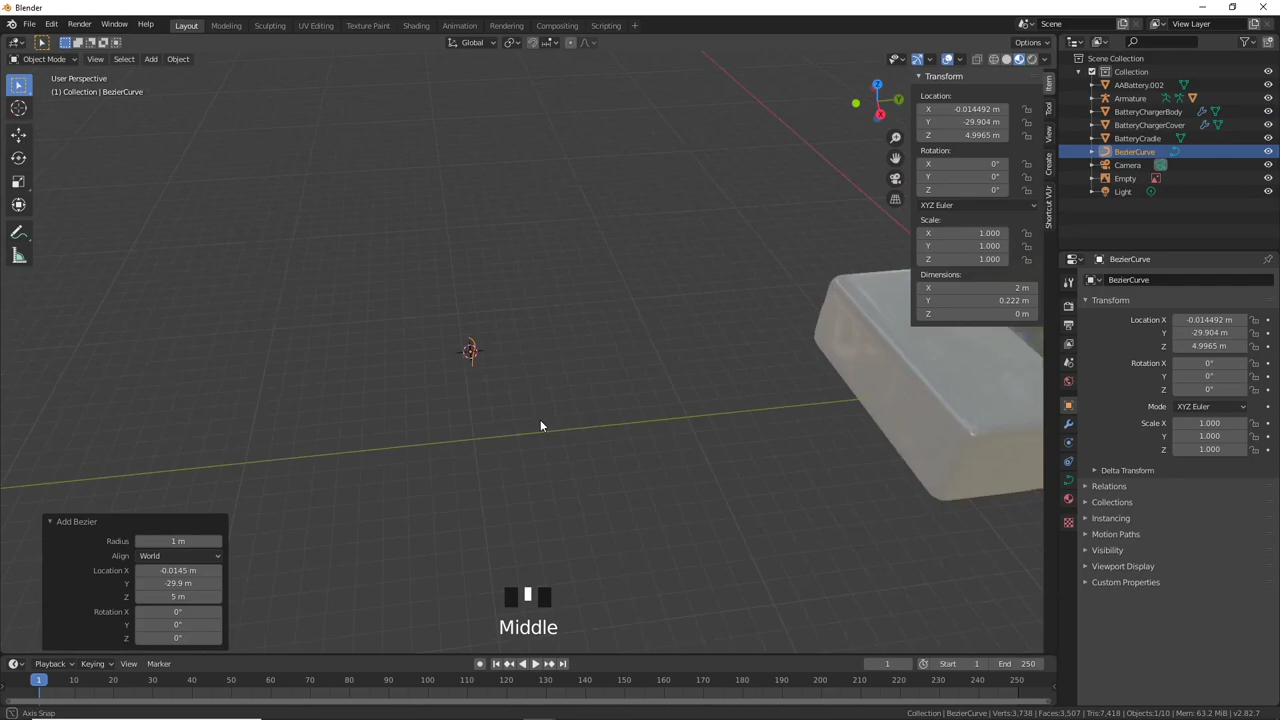 Blender
File Edit Render Window Help
Layout Modeling Sculpting UV Editing Texture Paint Shading Animation Rendering Compositing Scripting +
Scene
View Layer
Global
Options
Object Mode View Select Add Object
User Perspective
(1) Collection | BezierCurve
Z
Y
X
Transform
Location:
X -0.014492 m
Y -29.904 m
Z 4.9965 m
Rotation:
X 0°
Y 0°
Z 0°
XYZ Euler
Scale:
X 1.000
Y 1.000
Z 1.000
Dimensions:
X 2 m
Y 0.222 m
Z 0 m
Item
Tool
View
Create
Shortcut VUr
Scene Collection
Collection
AABattery.002
Armature
BatteryChargerBody
BatteryChargerCover
BatteryCradle
BezierCurve
Camera
Empty
Light
BezierCurve
BezierCurve
Transform
Location X -0.014492 m
Y -29.904 m
Z 4.9965 m
Rotation X 0°
Y 0°
Z 0°
Mode XYZ Euler
Scale X 1.000
Y 1.000
Z 1.000
Delta Transform
Relations
Collections
Instancing
Motion Paths
Visibility
Viewport Display
Custom Properties
Add Bezier
Radius 1 m
Align World
Location X -0.0145 m
Y -29.9 m
Z 5 m
Rotation X 0°
Y 0°
Z 0°
Middle
Playback Keying View Marker
1 Start 1 End 250
1 10 20 30 40 50 60 70 80 90 100 110 120 130 140 150 160 170 180 190 200 210 220 230 240 250
Axis Snap
Collection | BezierCurve | Verts:3,738 | Faces:3,507 | Tris:7,418 | Objects:1/10 | Mem: 63.2 MiB | v2.82.7